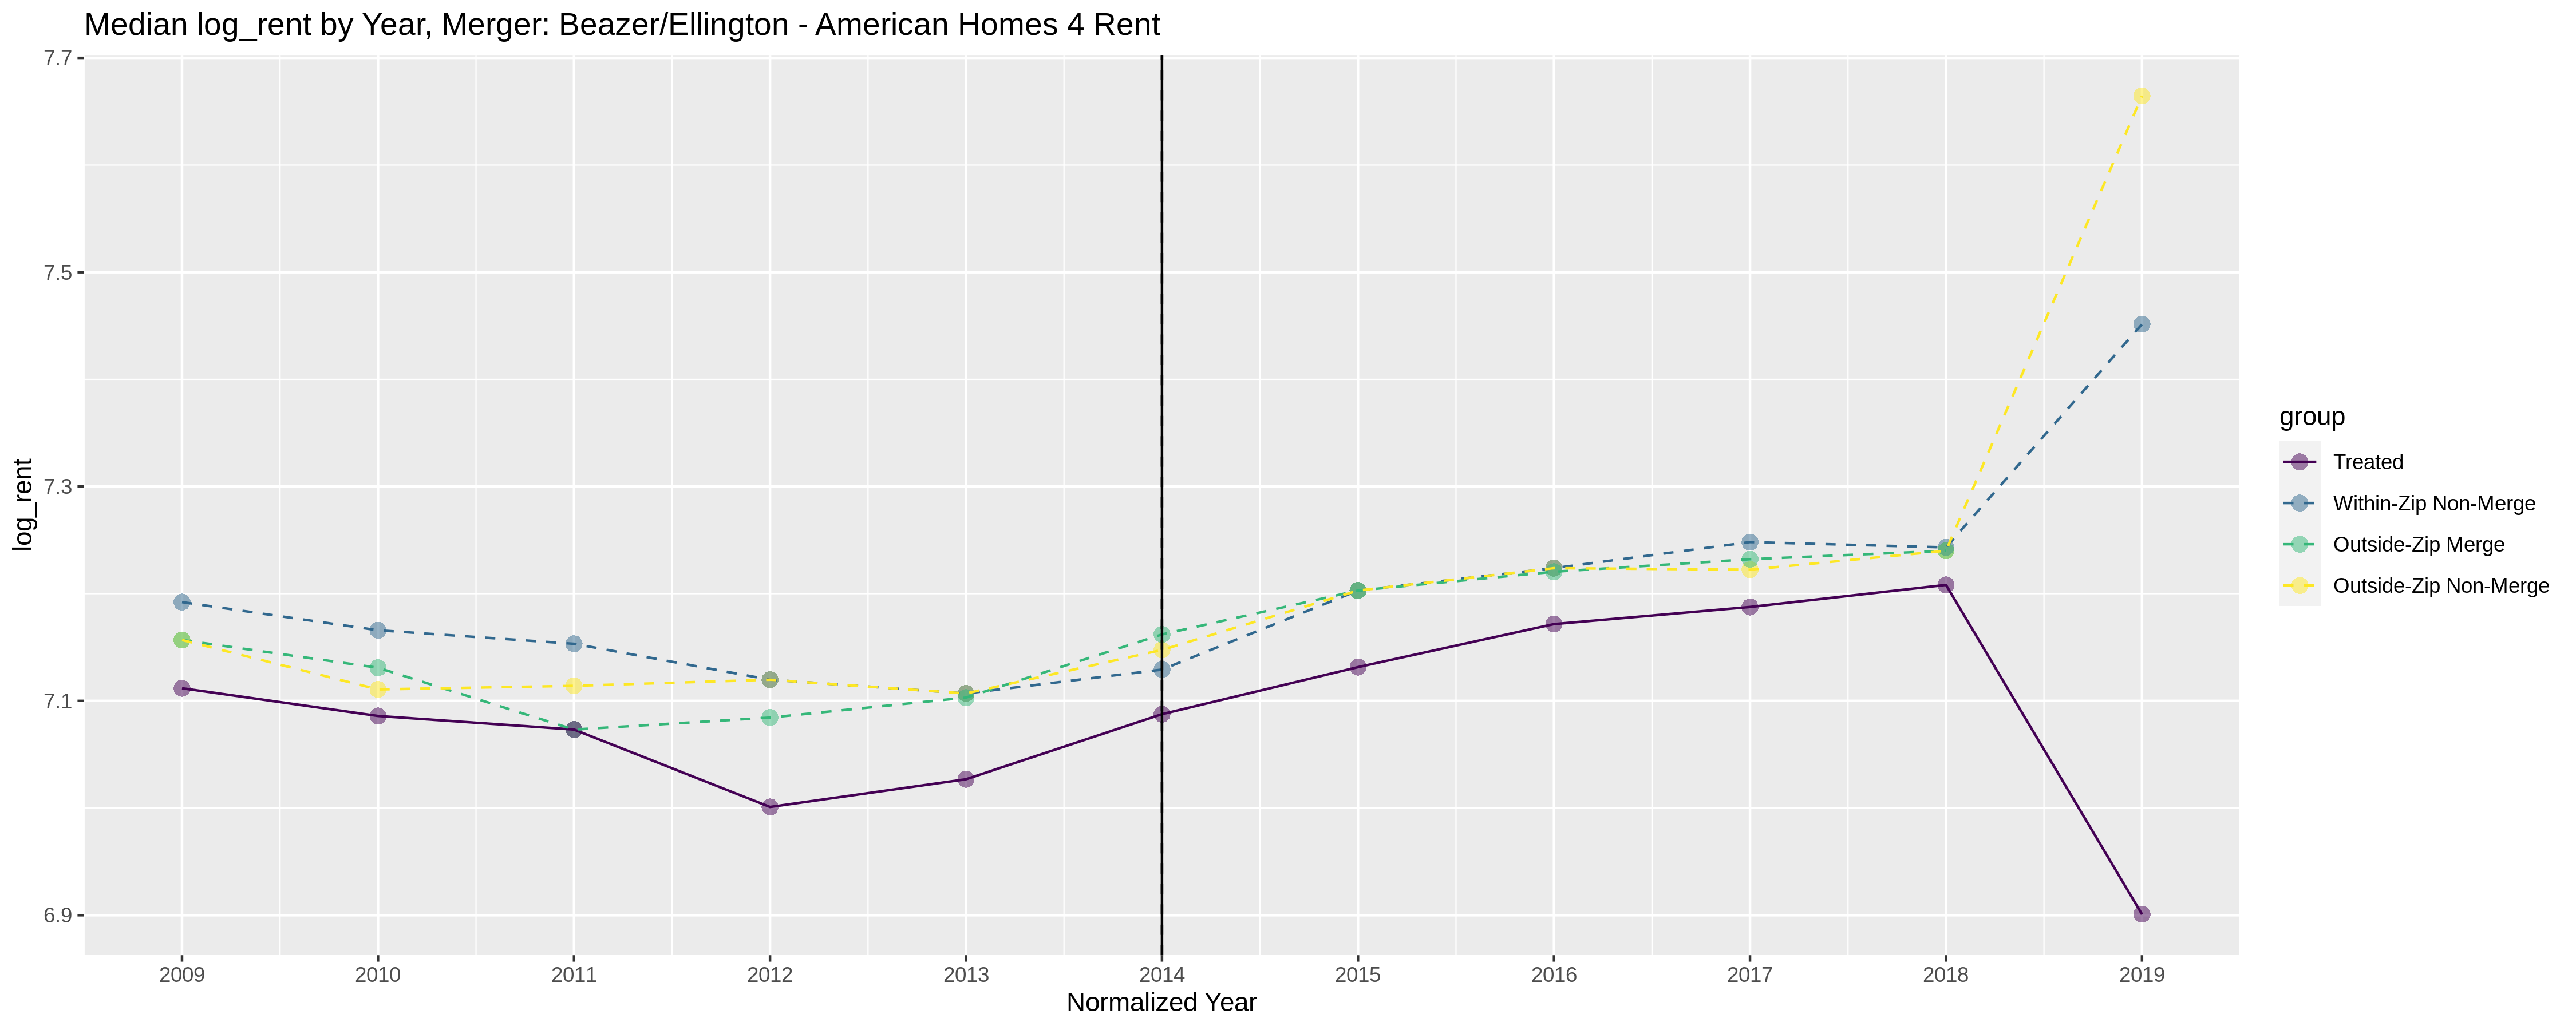 Median log_rent by Year, Merger: Beazer/Ellington - American Homes 4 Rent
7.7
7.5
7.3
7.1
6.9
log_rent
2009 2010 2011 2012 2013 2014 2015 2016 2017 2018 2019
Normalized Year
group
Treated
Within-Zip Non-Merge
Outside-Zip Merge
Outside-Zip Non-Merge